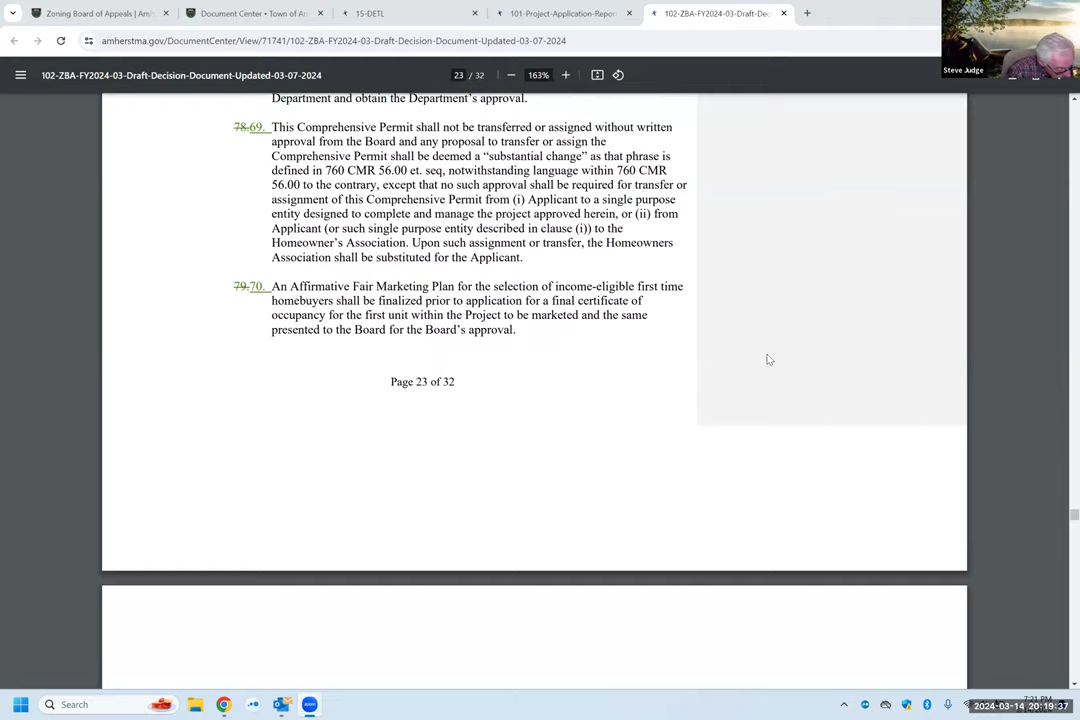 Zoning Board of Appeals | Amh
Document Center • Town of An
15-DETL
101-Project-Application-Repor
102-ZBA-FY2024-03-Draft-Dec
amherstma.gov/DocumentCenter/View/71741/102-ZBA-FY2024-03-Draft-Decision-Document-Updated-03-07-2024
Steve Judge
102-ZBA-FY2024-03-Draft-Decision-Document-Updated-03-07-2024
23 / 32
163%
Department and obtain the Department's approval.
78.69. This Comprehensive Permit shall not be transferred or assigned without written
approval from the Board and any proposal to transfer or assign the
Comprehensive Permit shall be deemed a “substantial change” as that phrase is
defined in 760 CMR 56.00 et. seq, notwithstanding language within 760 CMR
56.00 to the contrary, except that no such approval shall be required for transfer or
assignment of this Comprehensive Permit from (i) Applicant to a single purpose
entity designed to complete and manage the project approved herein, or (ii) from
Applicant (or such single purpose entity described in clause (i)) to the
Homeowner’s Association. Upon such assignment or transfer, the Homeowners
Association shall be substituted for the Applicant.
79.70. An Affirmative Fair Marketing Plan for the selection of income-eligible first time
homebuyers shall be finalized prior to application for a final certificate of
occupancy for the first unit within the Project to be marketed and the same
presented to the Board for the Board’s approval.
Page 23 of 32
Search
zoom
7:21 PM
2024-03-14 20:19:37